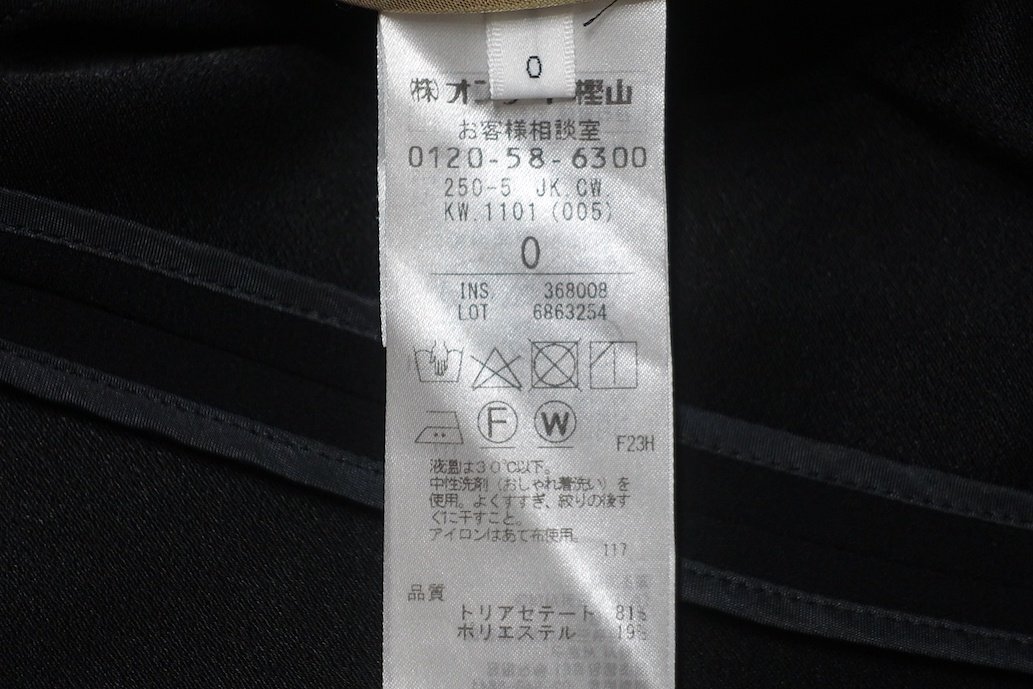 0
㈱オンワード樫山
お客様相談室
0120-58-6300
250-5 JK.CW.
KW.1101 (005)
0
INS. 368008
LOT 6863254
F W
F23H
液温は30℃以下。
中性洗剤(おしゃれ着洗い)を
使用。よくすすぎ、絞りの後す
ぐに干すこと。
アイロンはあて布使用。
117
品質
トリアセテート 81%
ポリエステル 19%